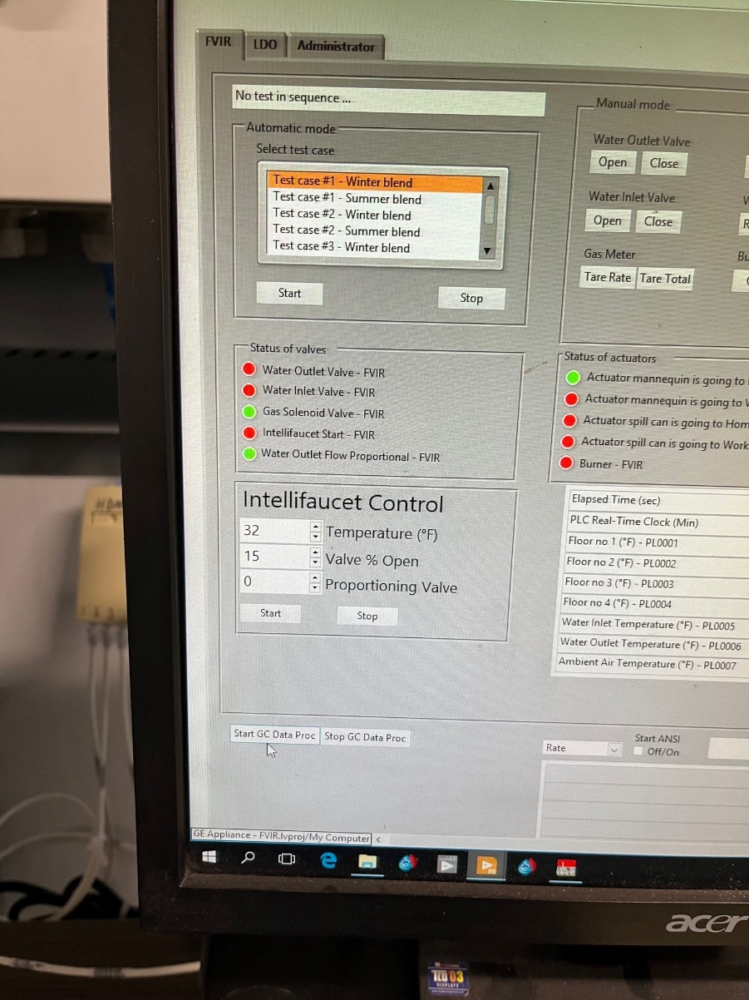 FVIR
LDO
Administrator
No test in sequence ...
Automatic mode
Select test case
Test case #1 - Winter blend
Test case #1 - Summer blend
Test case #2 - Winter blend
Test case #2 - Summer blend
Test case #3 - Winter blend
Start
Stop
Manual mode
Water Outlet Valve
Open
Close
Water Inlet Valve
Open
Close
Gas Meter
Tare Rate
Tare Total
Status of valves
Water Outlet Valve - FVIR
Water Inlet Valve - FVIR
Gas Solenoid Valve - FVIR
Intellifaucet Start - FVIR
Water Outlet Flow Proportional - FVIR
Status of actuators
Actuator mannequin is going to
Actuator mannequin is going to W
Actuator spill can is going to Hom
Actuator spill can is going to Work
Burner - FVIR
Intellifaucet Control
32
Temperature (°F)
15
Valve % Open
0
Proportioning Valve
Start
Stop
Elapsed Time (sec)
PLC Real-Time Clock (Min)
Floor no 1 (°F) - PL0001
Floor no 2 (°F) - PL0002
Floor no 3 (°F) - PL0003
Floor no 4 (°F) - PL0004
Water Inlet Temperature (°F) - PL0005
Water Outlet Temperature (°F) - PL0006
Ambient Air Temperature (°F) - PL0007
Start GC Data Proc
Stop GC Data Proc
Rate
Start ANSI
Off/On
GE Appliance - FVIR.lvproj/My Computer
acer
TCO 03
DISPLAYS